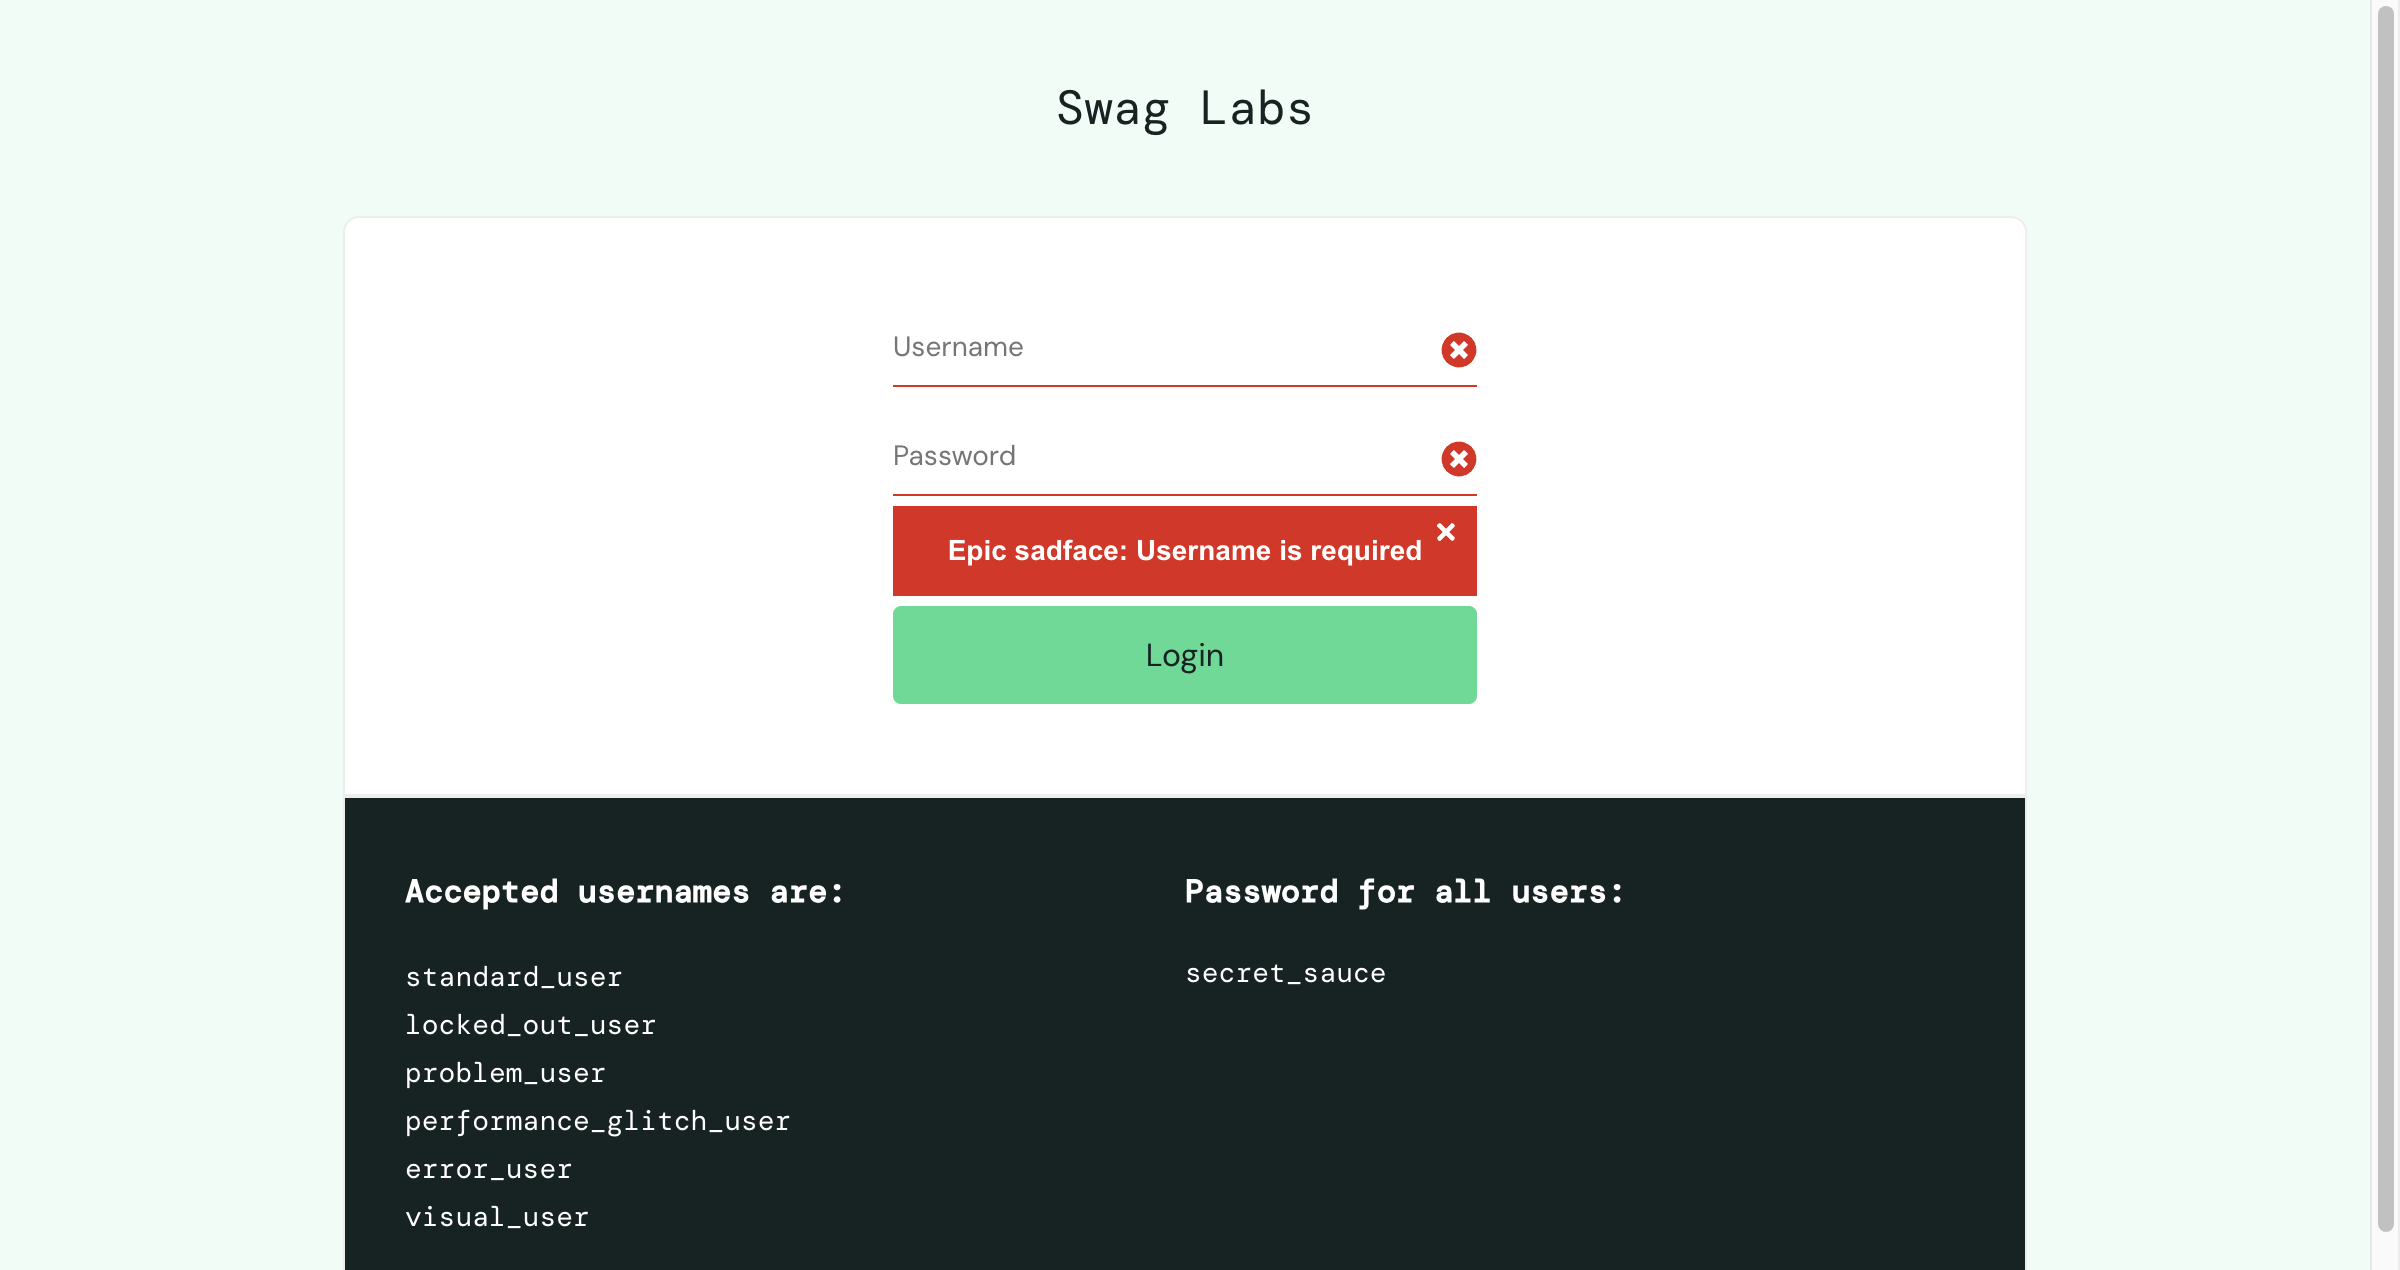 Swag Labs
Username
Password
Epic sadface: Username is required
Login
Accepted usernames are:
standard_user
locked_out_user
problem_user
performance_glitch_user
error_user
visual_user
Password for all users:
secret_sauce